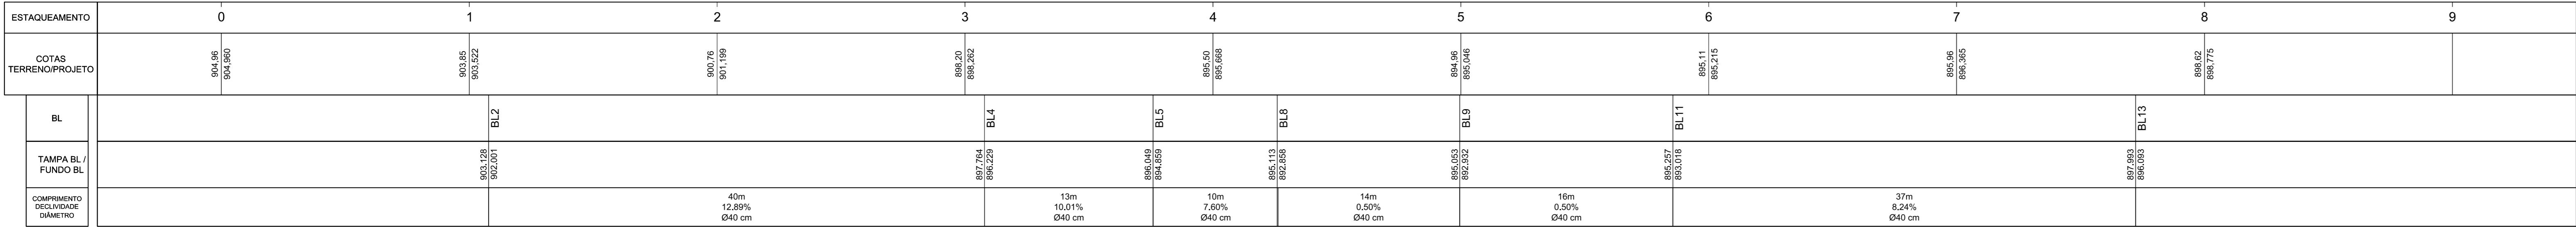 ESTAQUEAMENTO 0 1 2 3 4 5 6 7 8 9
COTAS
TERRENO/PROJETO
904,96
904,960
903,85
903,522
900,76
901,199
898,20
898,262
895,50
895,668
894,96
895,046
895,11
895,215
895,96
896,365
898,62
898,775
BL
BL2
BL4
BL5
BL8
BL9
BL11
BL13
TAMPA BL /
FUNDO BL
903,128
902,001
897,764
896,229
896,049
894,859
895,113
892,858
895,053
892,932
895,257
893,018
897,993
896,093
COMPRIMENTO
DECLIVIDADE
DIÂMETRO
40m
12,89%
Ø40 cm
13m
10,01%
Ø40 cm
10m
7,60%
Ø40 cm
14m
0,50%
Ø40 cm
16m
0,50%
Ø40 cm
37m
8,24%
Ø40 cm